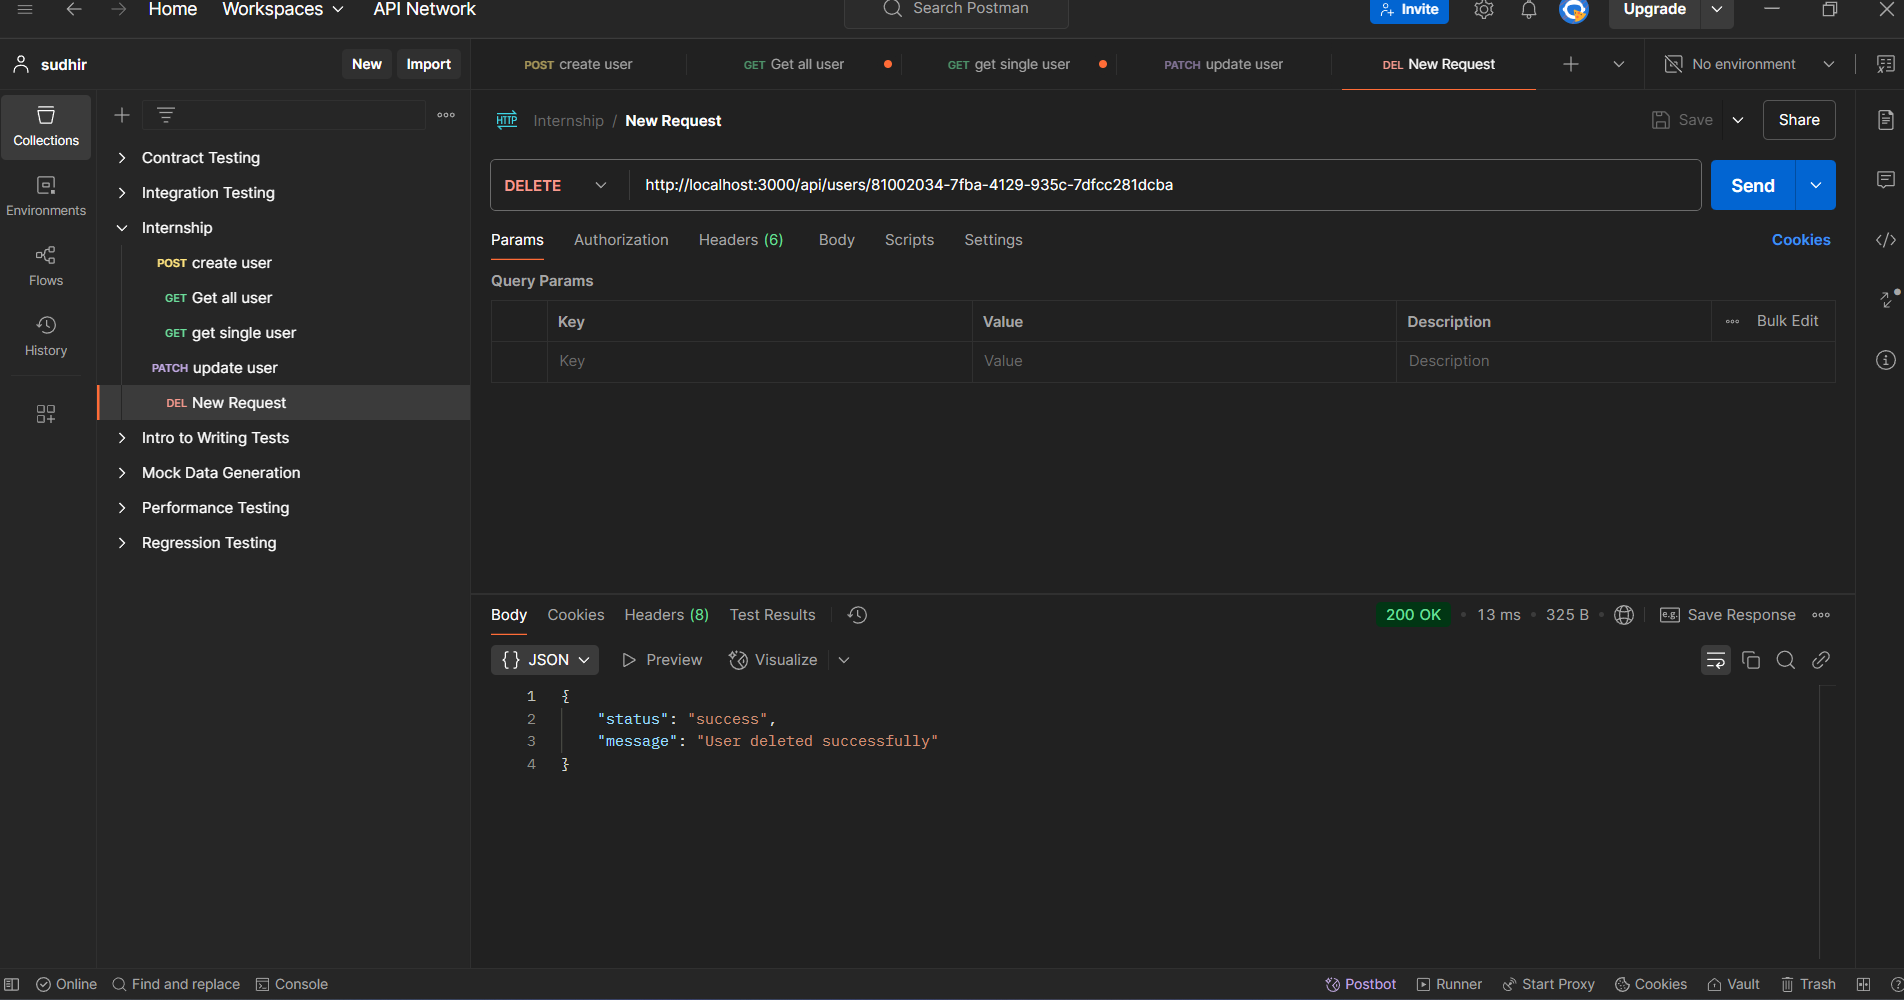 Home Workspaces API Network Search Postman Invite Upgrade
sudhir New Import POST create user GET Get all user GET get single user PATCH update user DEL New Request No environment
Collections
Environments
Flows
History
Contract Testing
Integration Testing
Internship
POST create user
GET Get all user
GET get single user
PATCH update user
DEL New Request
Intro to Writing Tests
Mock Data Generation
Performance Testing
Regression Testing
HTTP Internship / New Request Save Share
DELETE http://localhost:3000/api/users/81002034-7fba-4129-935c-7dfcc281dcba Send
Params Authorization Headers (6) Body Scripts Settings Cookies
Query Params
Key Value Description Bulk Edit
Key Value Description
Body Cookies Headers (8) Test Results 200 OK • 13 ms • 325 B • e.g. Save Response
{} JSON Preview Visualize
1 {
2 "status": "success",
3 "message": "User deleted successfully"
4 }
Online Find and replace Console Postbot Runner Start Proxy Cookies Vault Trash